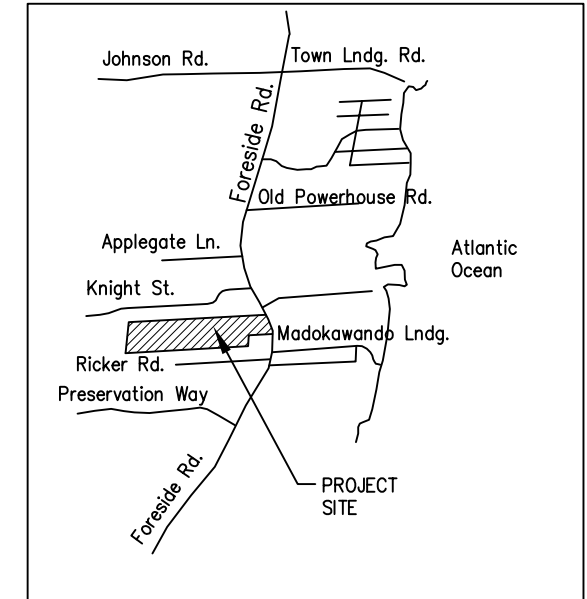 Johnson Rd.
Town Lndg. Rd.
Foreside Rd.
Old Powerhouse Rd.
Applegate Ln.
Atlantic
Ocean
Knight St.
Madokawando Lndg.
Ricker Rd.
Preservation Way
Foreside Rd.
PROJECT
SITE